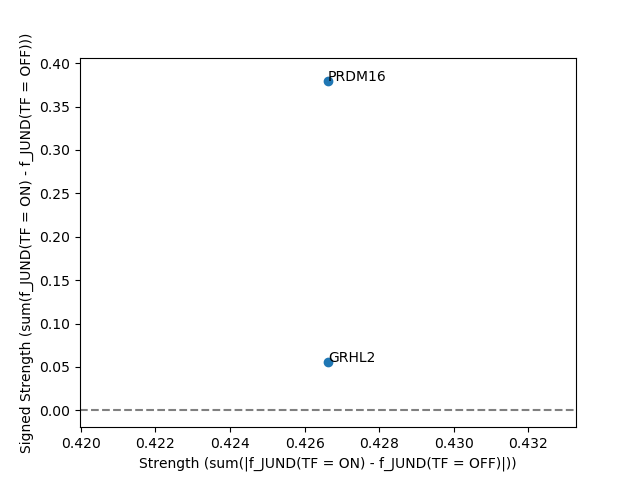 0.40
PRDM16
0.35
0.30
0.25
0.20
0.15
0.10
0.05
GRHL2
0.00
0.420 0.422 0.424 0.426 0.428 0.430 0.432
Strength (sum(|f_JUND(TF = ON) - f_JUND(TF = OFF)|))
Signed Strength (sum(f_JUND(TF = ON) - f_JUND(TF = OFF)))